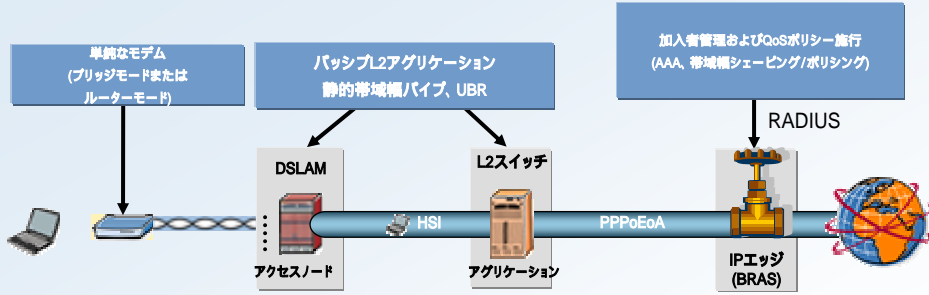 単純なモデム
(ブリッジモードまたは
ルーターモード)
パッシブL2アグリケーション
静的帯域幅パイプ、UBR
加入者管理およびQoSポリシー施行
(AAA、帯域幅シェーピング/ポリシング)
RADIUS
DSLAM
L2スイッチ
HSI
PPPoEoA
アクセスノード
アグリケーション
IPエッジ
(BRAS)